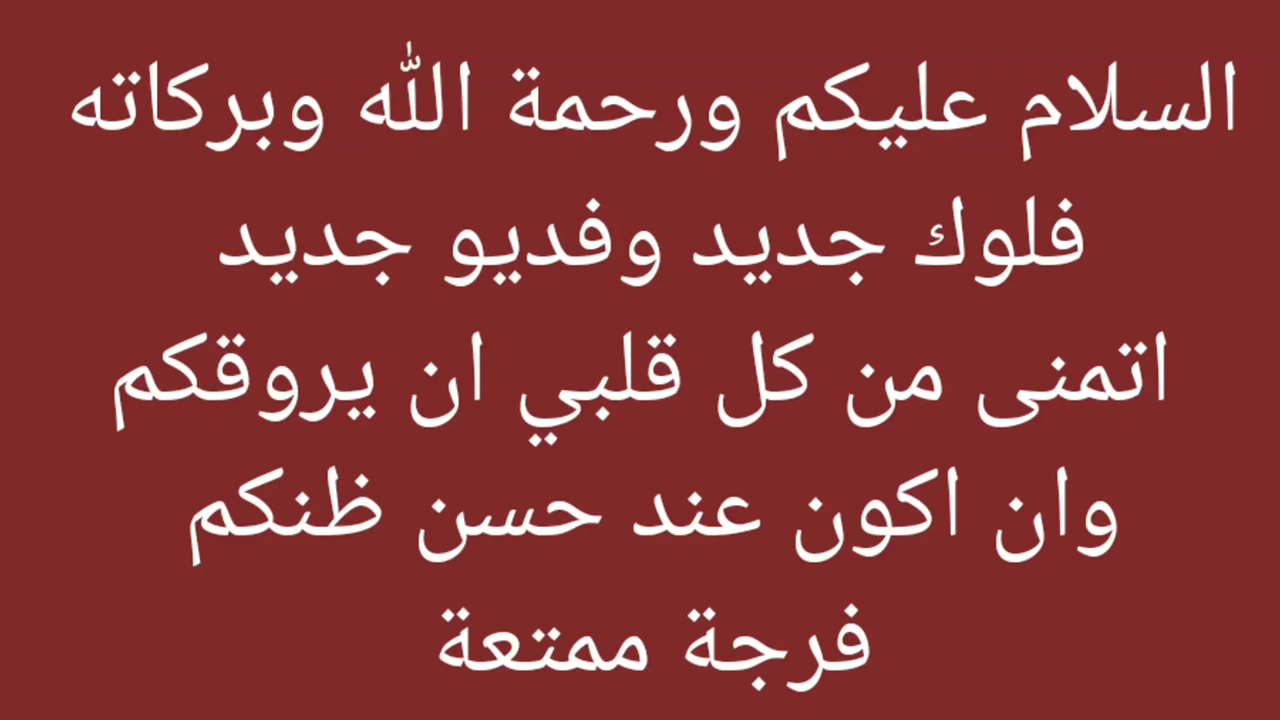 السلام عليكم ورحمة الله وبركاته
فلوك جديد وفديو جديد
اتمنى من كل قلبي ان يروقكم
وان اكون عند حسن ظنكم
فرجة ممتعة